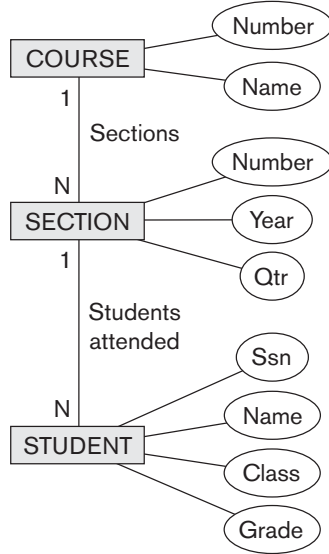 Number
COURSE
1
Name
Sections
N
Number
SECTION
Year
1
Qtr
Students
attended
Ssn
N
Name
STUDENT
Class
Grade